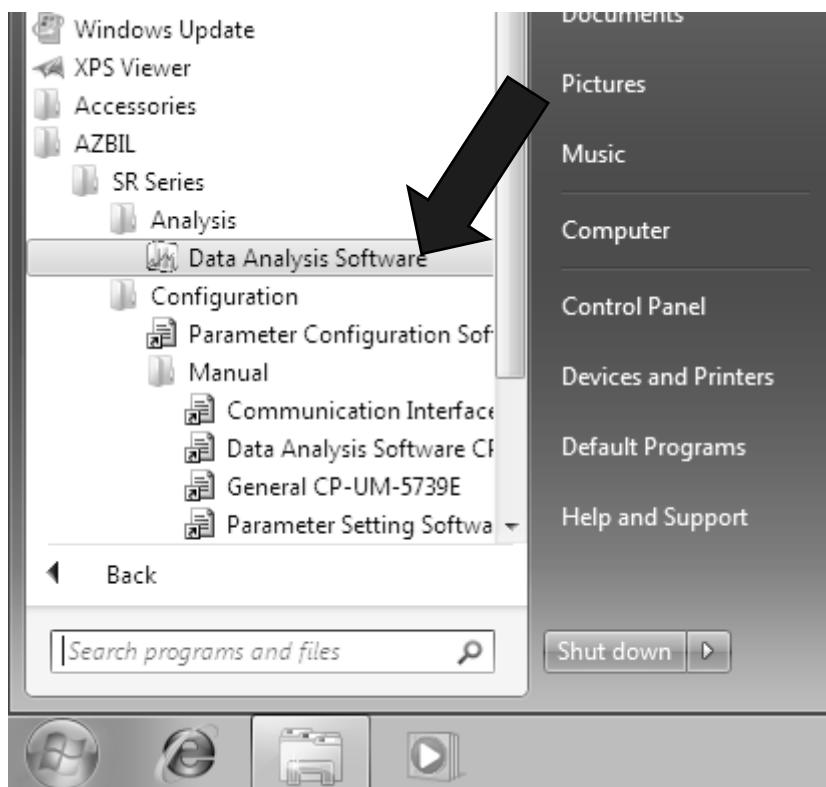 Windows Update
XPS Viewer
Accessories
AZBIL
SR Series
Analysis
Data Analysis Software
Configuration
Parameter Configuration Sof
Manual
Communication Interface
Data Analysis Software CP
General CP-UM-5739E
Parameter Setting Softwa
Back
Search programs and files
Documents
Pictures
Music
Computer
Control Panel
Devices and Printers
Default Programs
Help and Support
Shut down